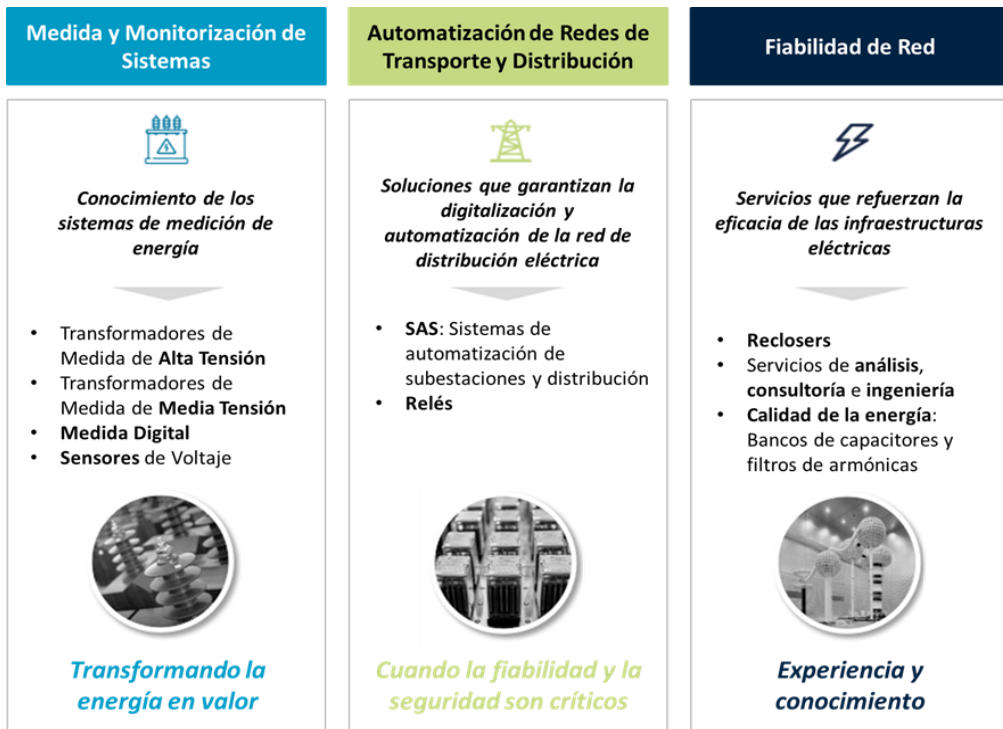 Medida y Monitorización de
Sistemas
Conocimiento de los
sistemas de medición de
energía
• Transformadores de
Medida de Alta Tensión
• Transformadores de
Medida de Media Tensión
• Medida Digital
• Sensores de Voltaje
Transformando la
energía en valor
Automatización de Redes de
Transporte y Distribución
Soluciones que garantizan la
digitalización y
automatización de la red de
distribución eléctrica
• SAS: Sistemas de
automatización de
subestaciones y distribución
• Relés
Cuando la fiabilidad y la
seguridad son críticos
Fiabilidad de Red
Servicios que refuerzan la
eficacia de las infraestructuras
eléctricas
• Reclosers
• Servicios de análisis,
consultoría e ingeniería
• Calidad de la energía:
Bancos de capacitores y
filtros de armónicas
Experiencia y
conocimiento